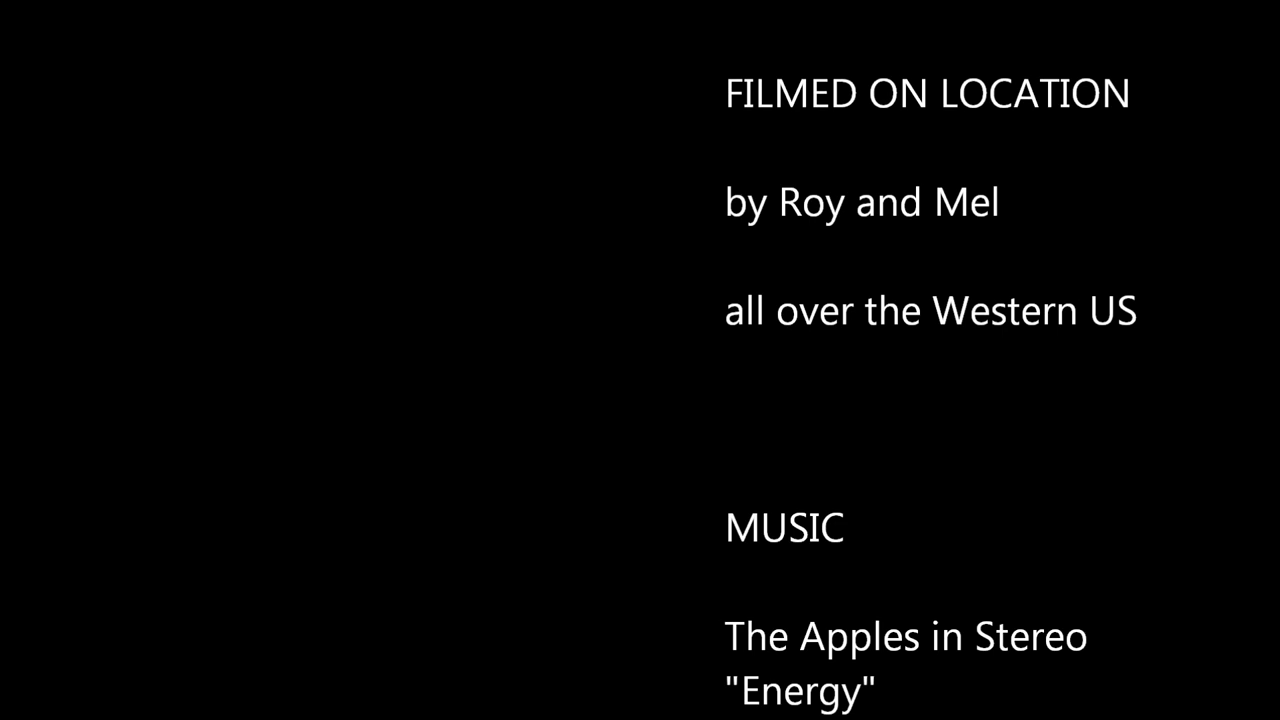 FILMED ON LOCATION
by Roy and Mel
all over the Western US
MUSIC
The Apples in Stereo
"Energy"